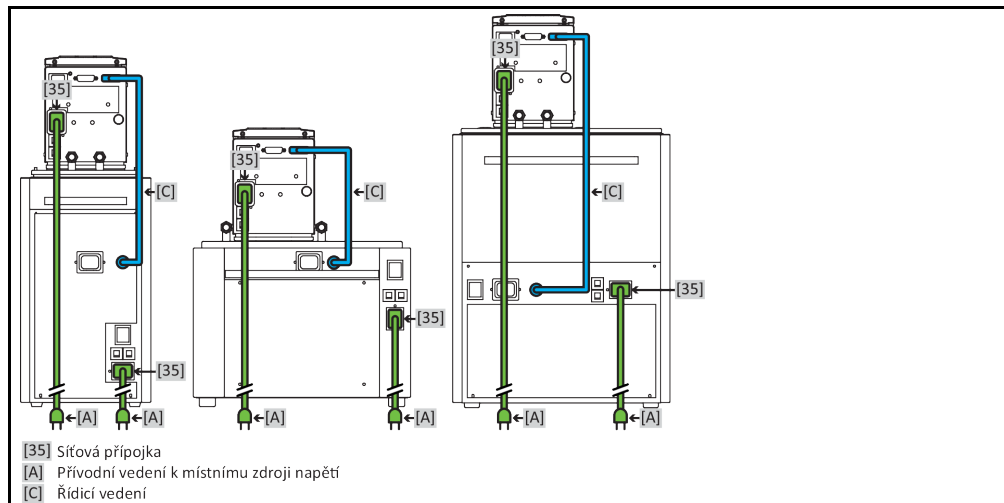 [35]
[35]
[35]
[C]
[C]
[C]
[35]
[35]
[35]
[A]
[A]
[A]
[A]
[A]
[A]
[35] Síťová přípojka
[A] Přívodní vedení k místnímu zdroji napětí
[C] Řídicí vedení